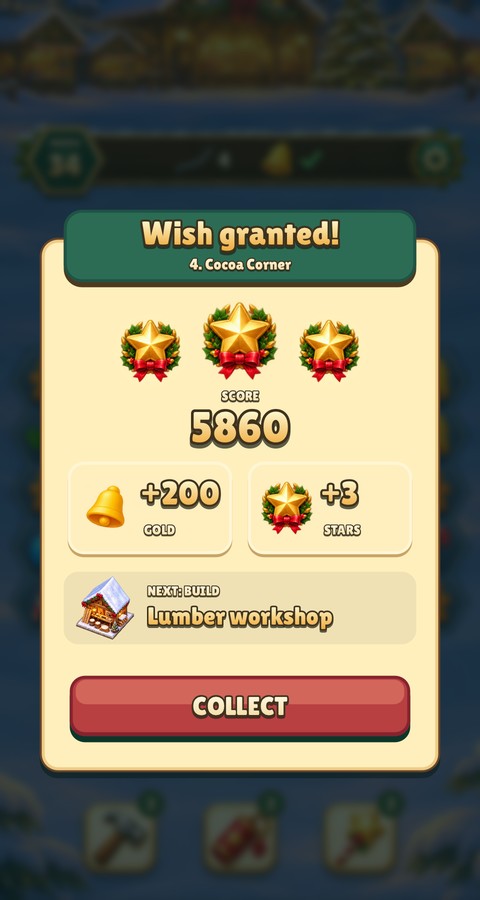 Wish granted!
4. Cocoa Corner
SCORE
5860
+200
GOLD
+3
STARS
NEXT: BUILD
Lumber workshop
COLLECT